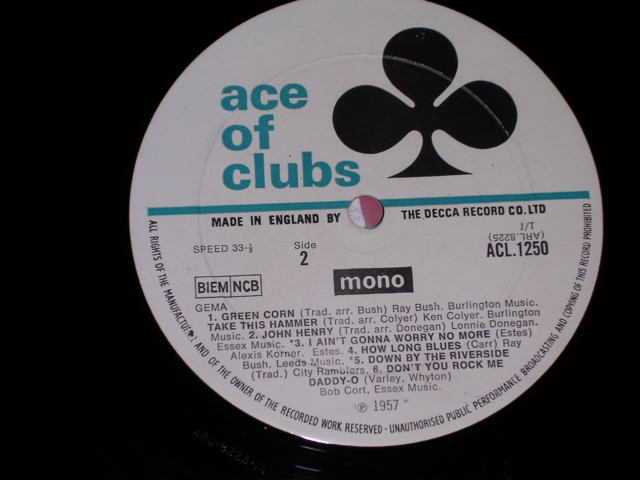 ace
of
clubs
MADE IN ENGLAND BY THE DECCA RECORD CO. LTD
1/f
(ARL.8225)
SPEED 33-⅓ Side ACL.1250
2
BIEM NCB mono
GEMA
1. GREEN CORN (Trad. arr. Bush) Ray Bush. Burlington Music.
TAKE THIS HAMMER (Trad. arr. Colyer) Ken Colyer. Burlington
Music. 2. JOHN HENRY (Trad. arr. Donegan) Lonnie Donegan.
Essex Music. *3. I AIN'T GONNA WORRY NO MORE (Estes)
Alexis Korner. Estes. 4. HOW LONG BLUES (Carr) Ray
Bush. Leeds Music. *5. DOWN BY THE RIVERSIDE
(Trad.) City Ramblers. 6. DON'T YOU ROCK ME
DADDY-O (Varley, Whyton)
Bob Cort. Essex Music.
℗ 1957 *
ALL RIGHTS OF THE MANUFACTURER AND OF THE OWNER OF THE RECORDED WORK RESERVED · UNAUTHORISED PUBLIC PERFORMANCE BROADCASTING AND COPYING OF THIS RECORD PROHIBITED